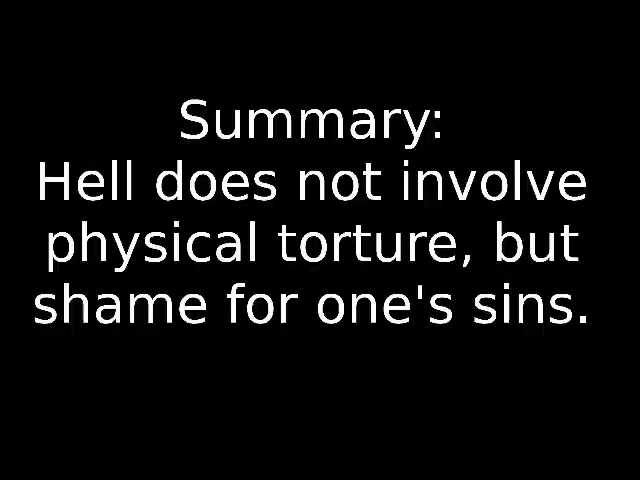 Summary:
Hell does not involve
physical torture, but
shame for one's sins.